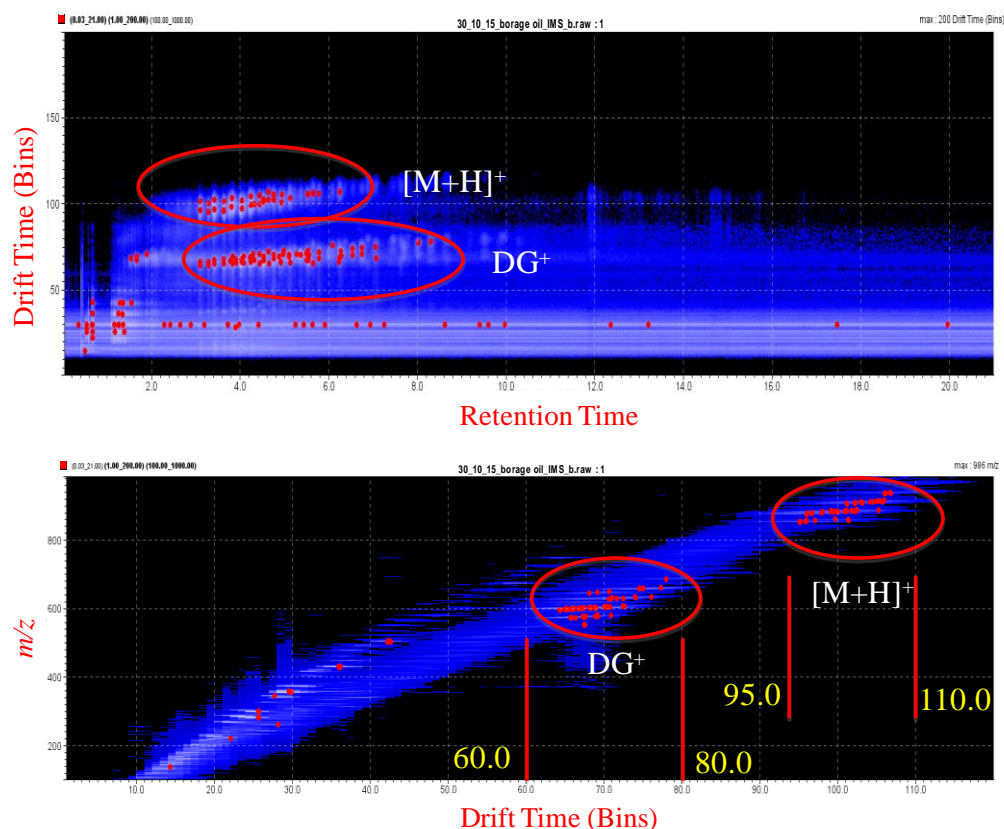 (0.03_21.00) (1.00_200.00) (100.00_1000.00)
30_10_15_borage oil_IMS_b.raw : 1
max : 200 Drift Time (Bins)
150
100
50
[M+H]+
DG+
2.0 4.0 6.0 8.0 10.0 12.0 14.0 16.0 18.0 20.0
Drift Time (Bins)
Retention Time
(0.03_21.00) (1.00_200.00) (100.00_1000.00)
30_10_15_borage oil_IMS_b.raw : 1
max : 986 m/z
800
600
400
200
[M+H]+
DG+
95.0
110.0
60.0
80.0
10.0 20.0 30.0 40.0 50.0 60.0 70.0 80.0 90.0 100.0 110.0
m/z
Drift Time (Bins)